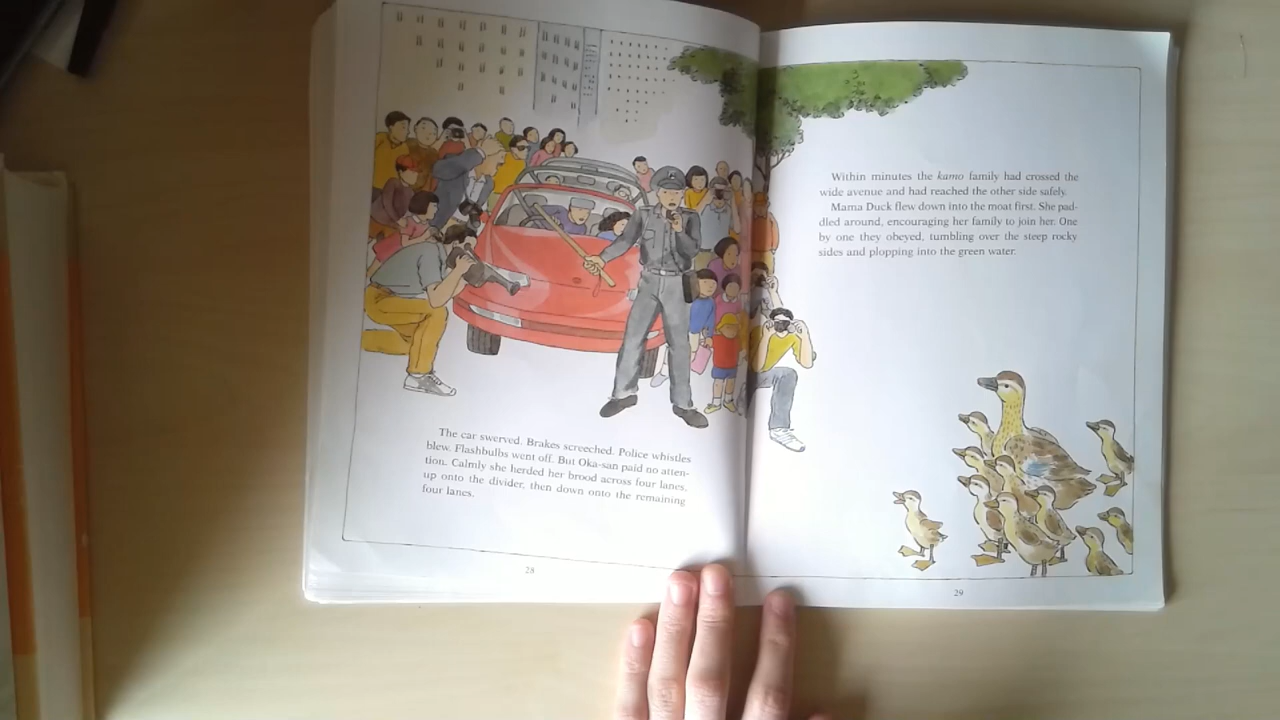 The car swerved. Brakes screeched. Police whistles
blew. Flashbulbs went off. But Oka-san paid no atten-
tion. Calmly she herded her brood across four lanes,
up onto the divider, then down onto the remaining
four lanes.
28
Within minutes the kamo family had crossed the
wide avenue and had reached the other side safely.
Mama Duck flew down into the moat first. She pad-
dled around, encouraging her family to join her. One
by one they obeyed, tumbling over the steep rocky
sides and plopping into the green water.
29